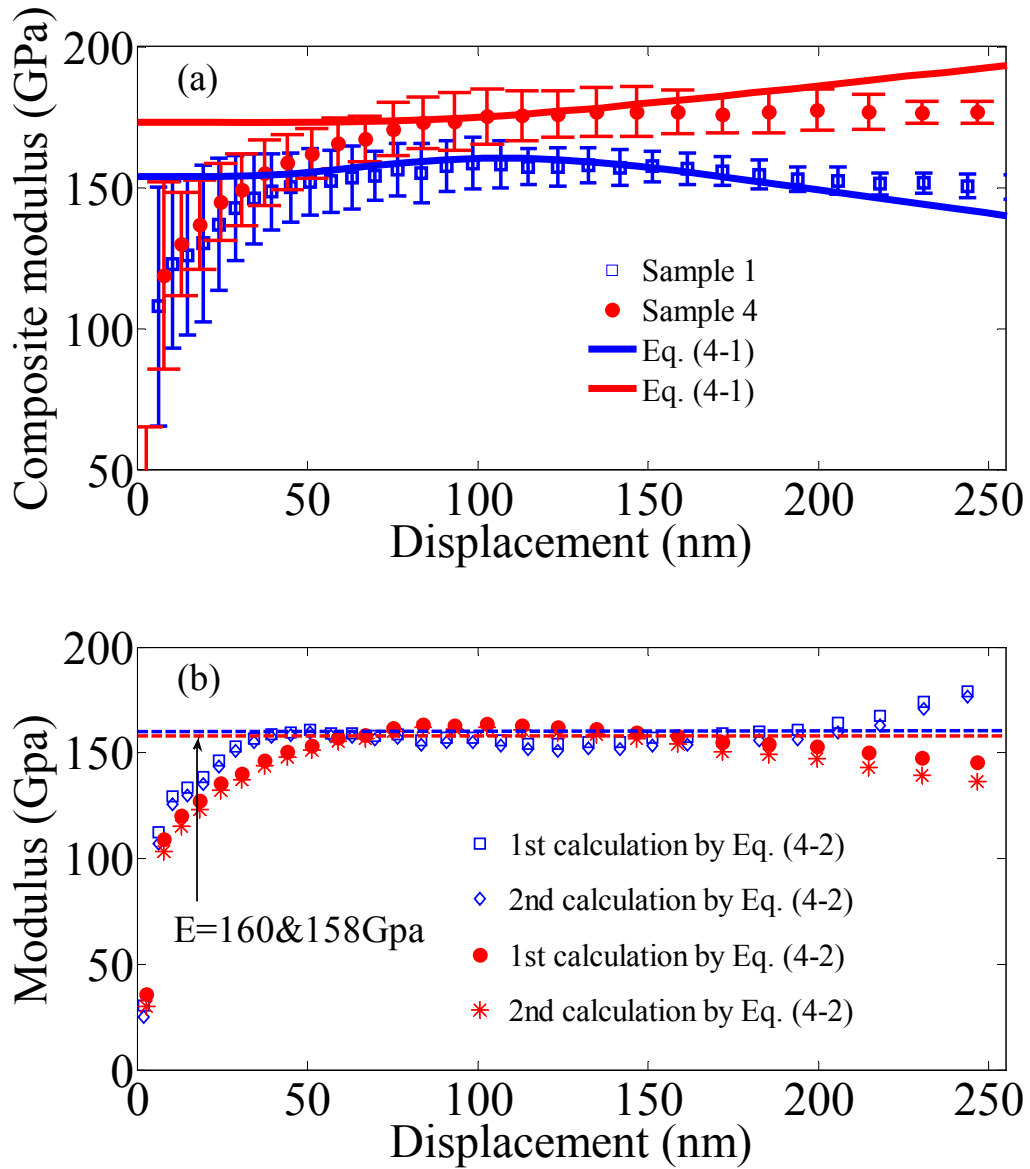 200
150
100
50
Composite modulus (GPa)
(a)
Sample 1
Sample 4
Eq. (4-1)
Eq. (4-1)
0 50 100 150 200 250
Displacement (nm)
200
150
100
50
0
Modulus (Gpa)
(b)
E=160&158Gpa
1st calculation by Eq. (4-2)
2nd calculation by Eq. (4-2)
1st calculation by Eq. (4-2)
2nd calculation by Eq. (4-2)
0 50 100 150 200 250
Displacement (nm)